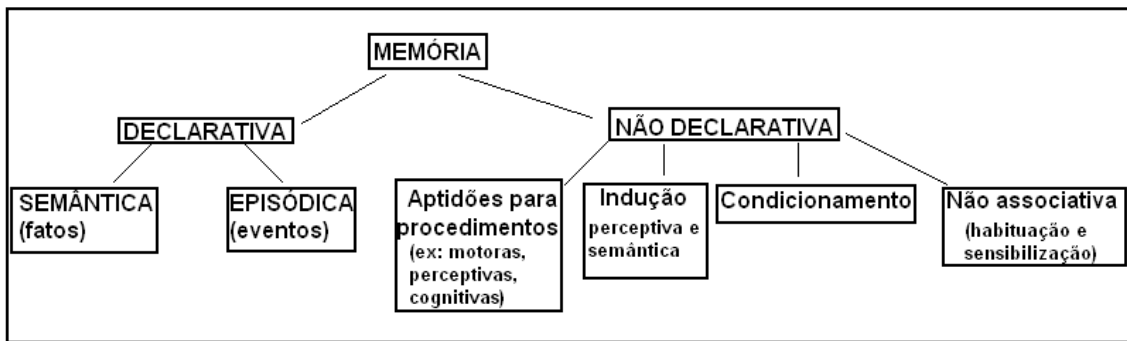 MEMÓRIA
DECLARATIVA
NÃO DECLARATIVA
SEMÂNTICA
(fatos)
EPISÓDICA
(eventos)
Aptidões para
procedimentos
(ex: motoras,
perceptivas,
cognitivas)
Indução
perceptiva e
semântica
Condicionamento
Não associativa
(habituação e
sensibilização)